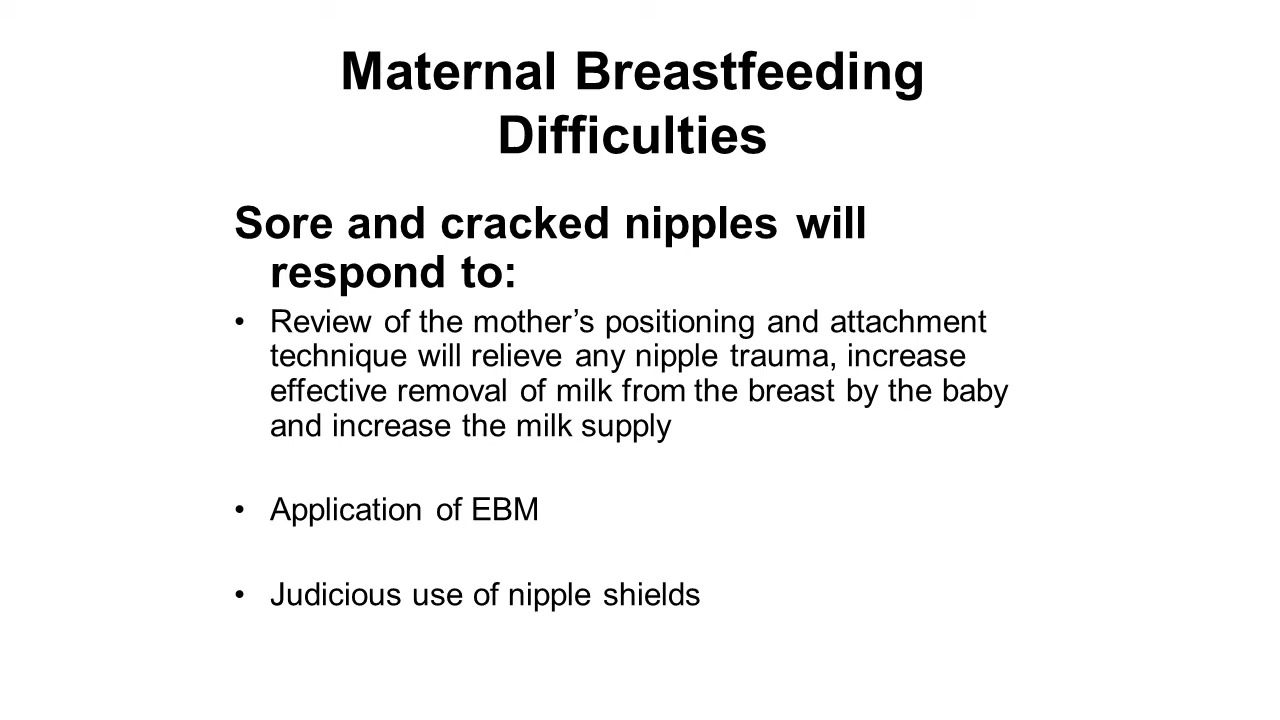 Maternal Breastfeeding
Difficulties
Sore and cracked nipples will
respond to:
• Review of the mother’s positioning and attachment
technique will relieve any nipple trauma, increase
effective removal of milk from the breast by the baby
and increase the milk supply
• Application of EBM
• Judicious use of nipple shields